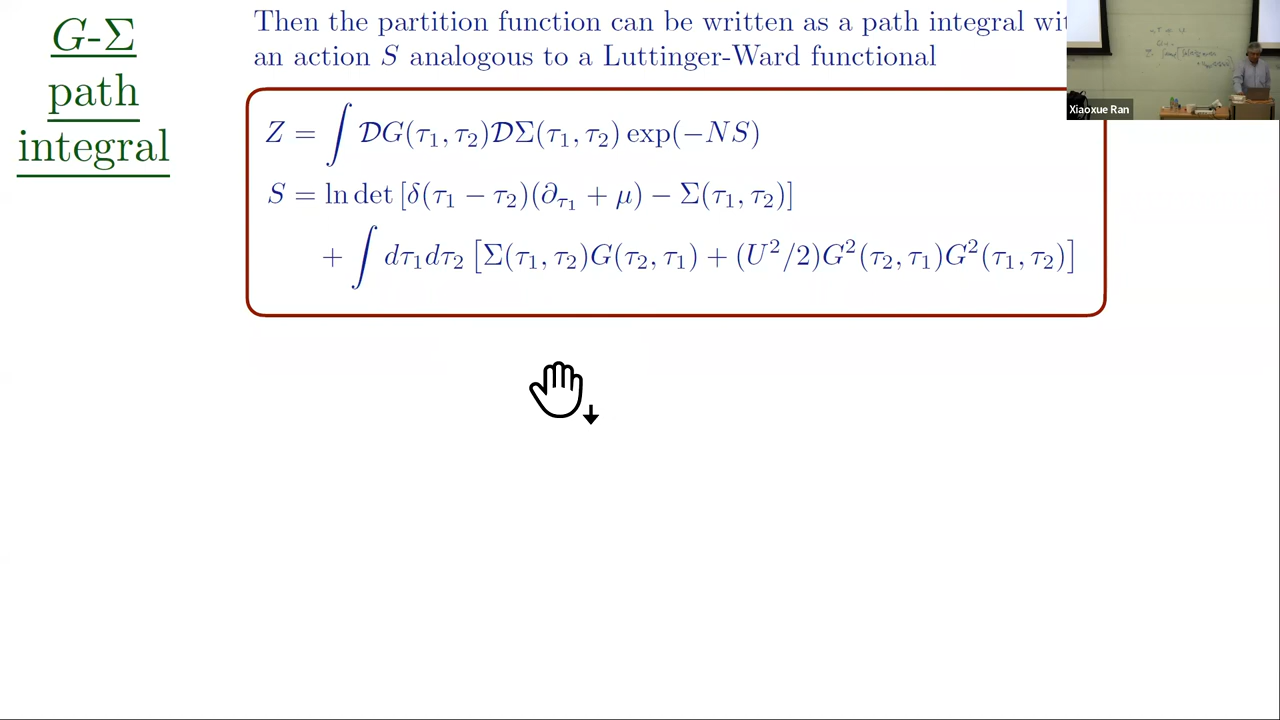 G-Σ
path
integral
Then the partition function can be written as a path integral
an action S analogous to a Luttinger-Ward functional
Z = ∫ 𝒟G(τ₁, τ₂)𝒟Σ(τ₁, τ₂) exp(−NS)
S = ln det [δ(τ₁ − τ₂)(∂_τ₁ + μ) − Σ(τ₁, τ₂)]
+ ∫ dτ₁dτ₂ [Σ(τ₁, τ₂)G(τ₂, τ₁) + (U²/2)G²(τ₂, τ₁)G²(τ₁, τ₂)]
Xiaoxue Ran